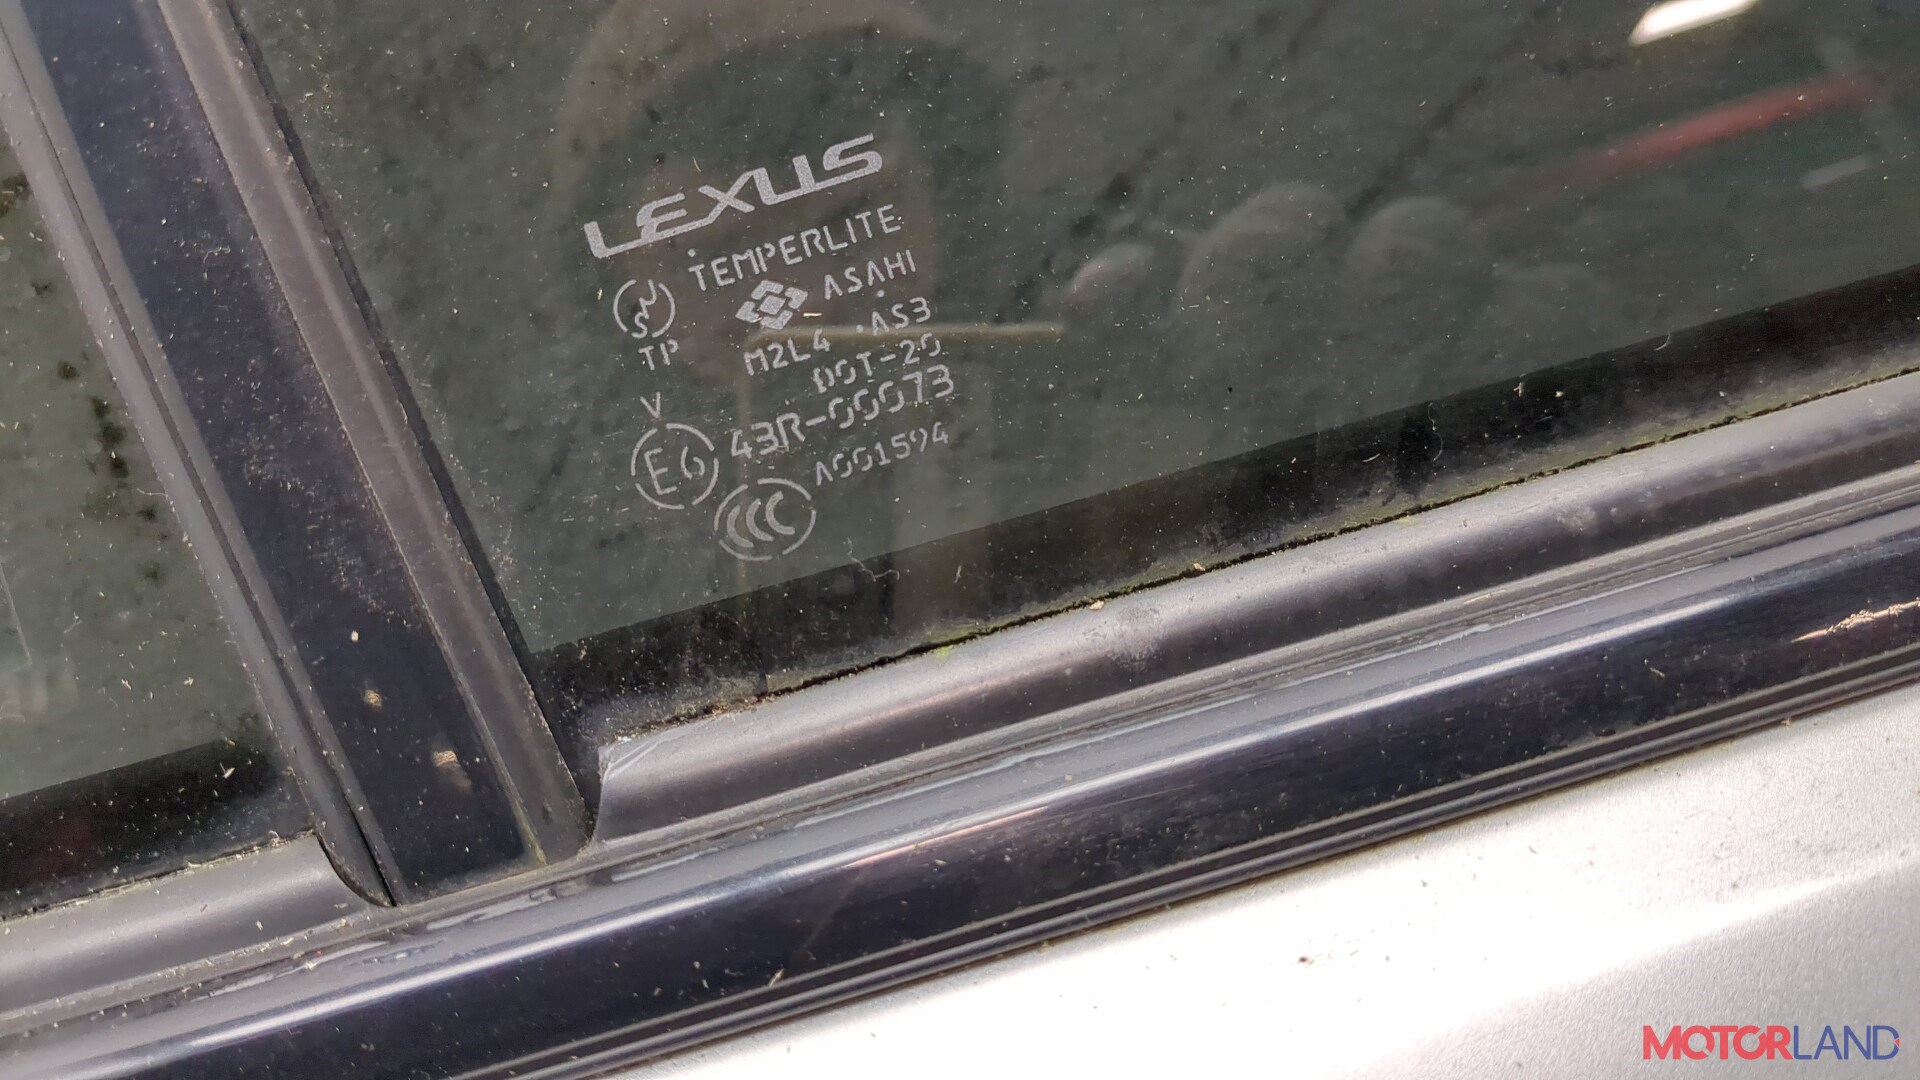 LEXUS
TEMPERLITE
ASAHI
TP
M2L4 AS3
DOT-20
V
E6 43R-00073
A001594
CCC
MOTORLAND